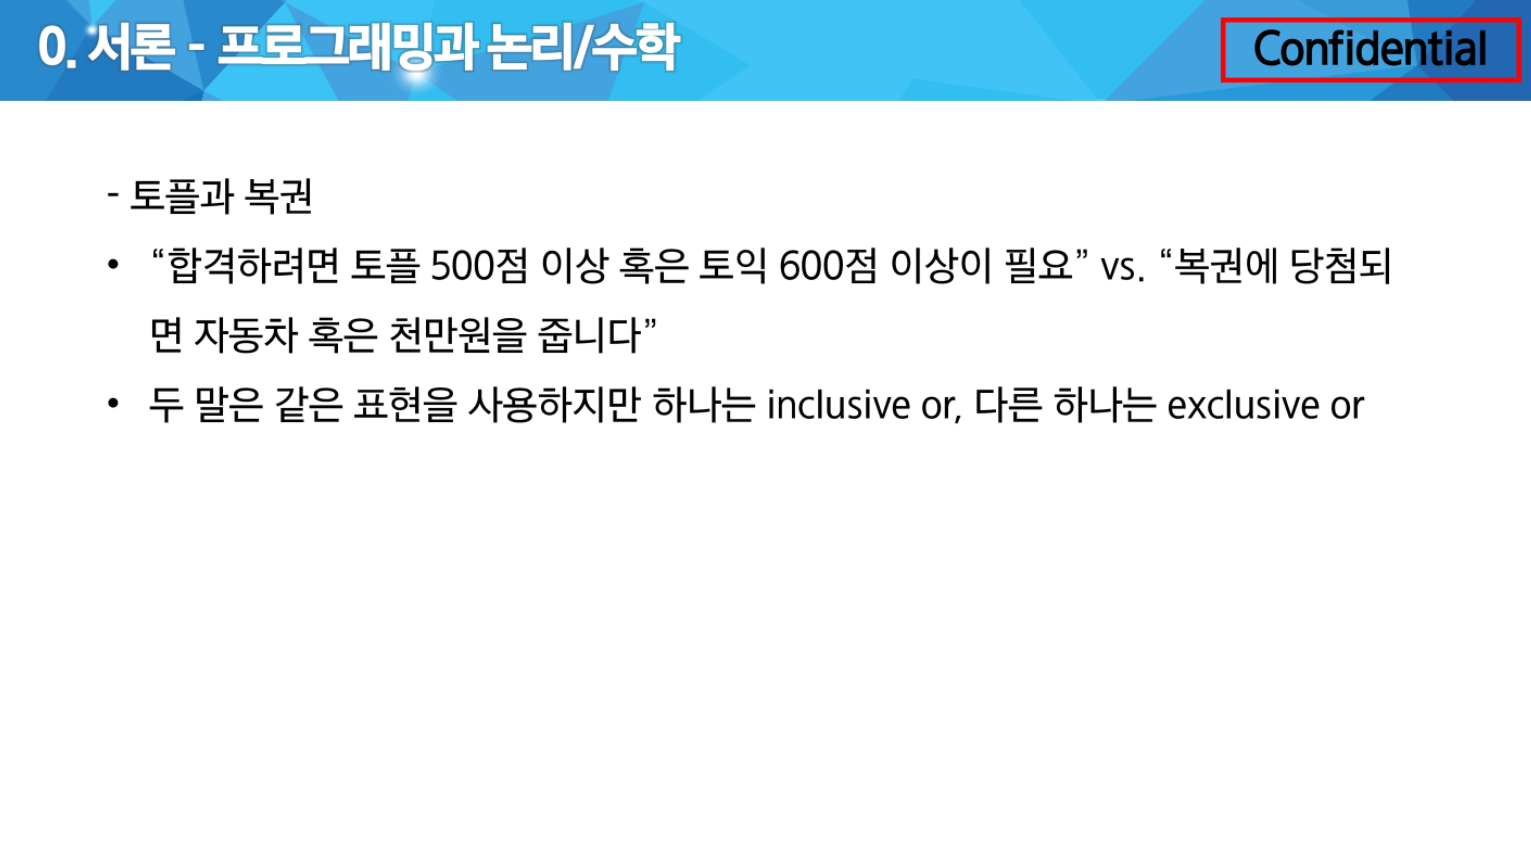 0. 서론 - 프로그래밍과 논리/수학
Confidential
- 토플과 복권
• “합격하려면 토플 500점 이상 혹은 토익 600점 이상이 필요” vs. “복권에 당첨되
면 자동차 혹은 천만원을 줍니다”
• 두 말은 같은 표현을 사용하지만 하나는 inclusive or, 다른 하나는 exclusive or